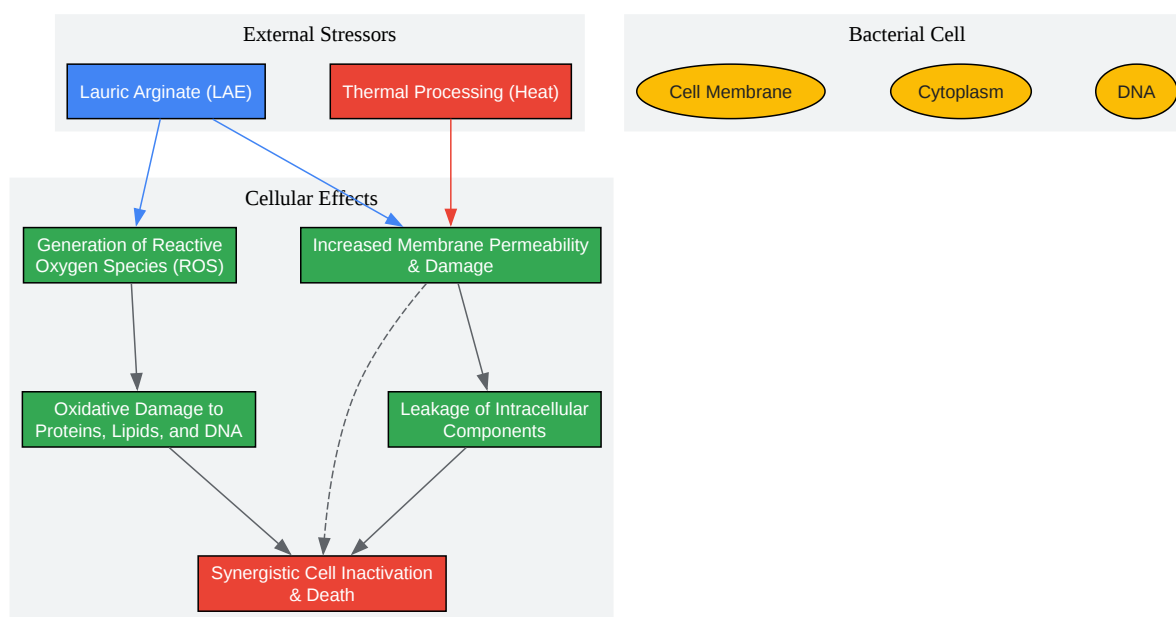 External Stressors
Bacterial Cell
Lauric Arginate (LAE)
Thermal Processing (Heat)
Cell Membrane
Cytoplasm
DNA
Cellular Effects
Generation of Reactive
Oxygen Species (ROS)
Increased Membrane Permeability
& Damage
Oxidative Damage to
Proteins, Lipids, and DNA
Leakage of Intracellular
Components
Synergistic Cell Inactivation
& Death